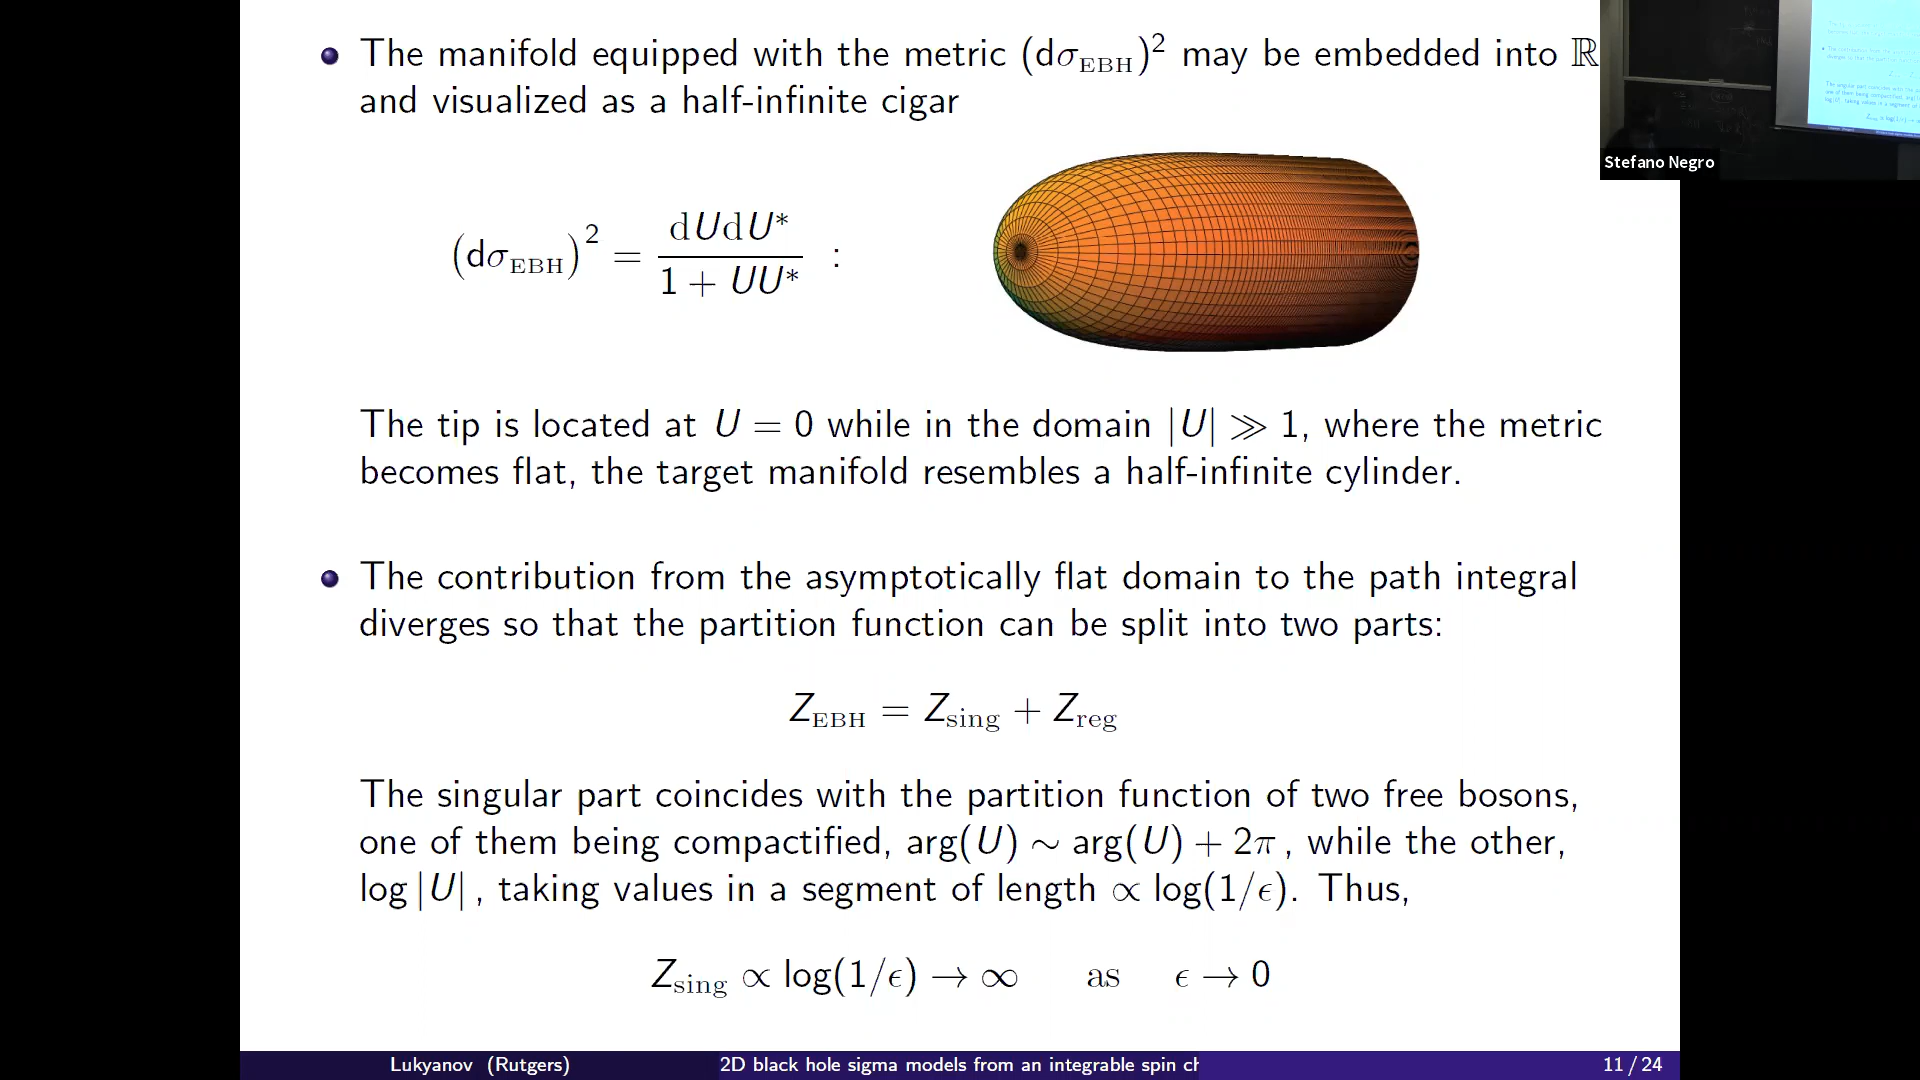 The manifold equipped with the metric (dσ_EBH)² may be embedded into ℝ
and visualized as a half-infinite cigar
(dσ_EBH)² = dUdU* / (1 + UU*) :
The tip is located at U = 0 while in the domain |U| ≫ 1, where the metric
becomes flat, the target manifold resembles a half-infinite cylinder.
The contribution from the asymptotically flat domain to the path integral
diverges so that the partition function can be split into two parts:
Z_EBH = Z_sing + Z_reg
The singular part coincides with the partition function of two free bosons,
one of them being compactified, arg(U) ∼ arg(U) + 2π, while the other,
log|U|, taking values in a segment of length ∝ log(1/ϵ). Thus,
Z_sing ∝ log(1/ϵ) → ∞ as ϵ → 0
Lukyanov (Rutgers) 2D black hole sigma models from an integrable spin ch 11 / 24
Stefano Negro